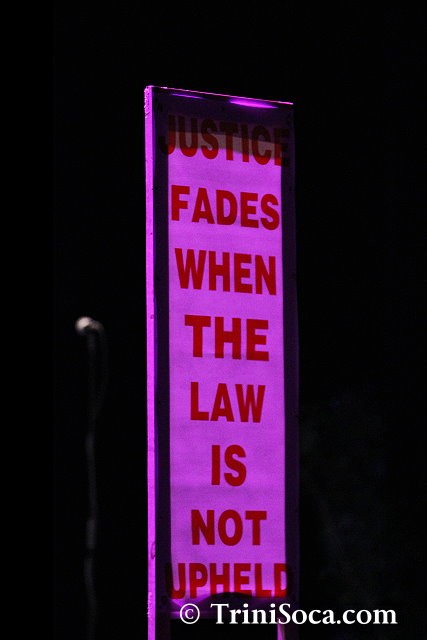 JUSTICE
FADES
WHEN
THE
LAW
IS
NOT
UPHELD
© TriniSoca.com